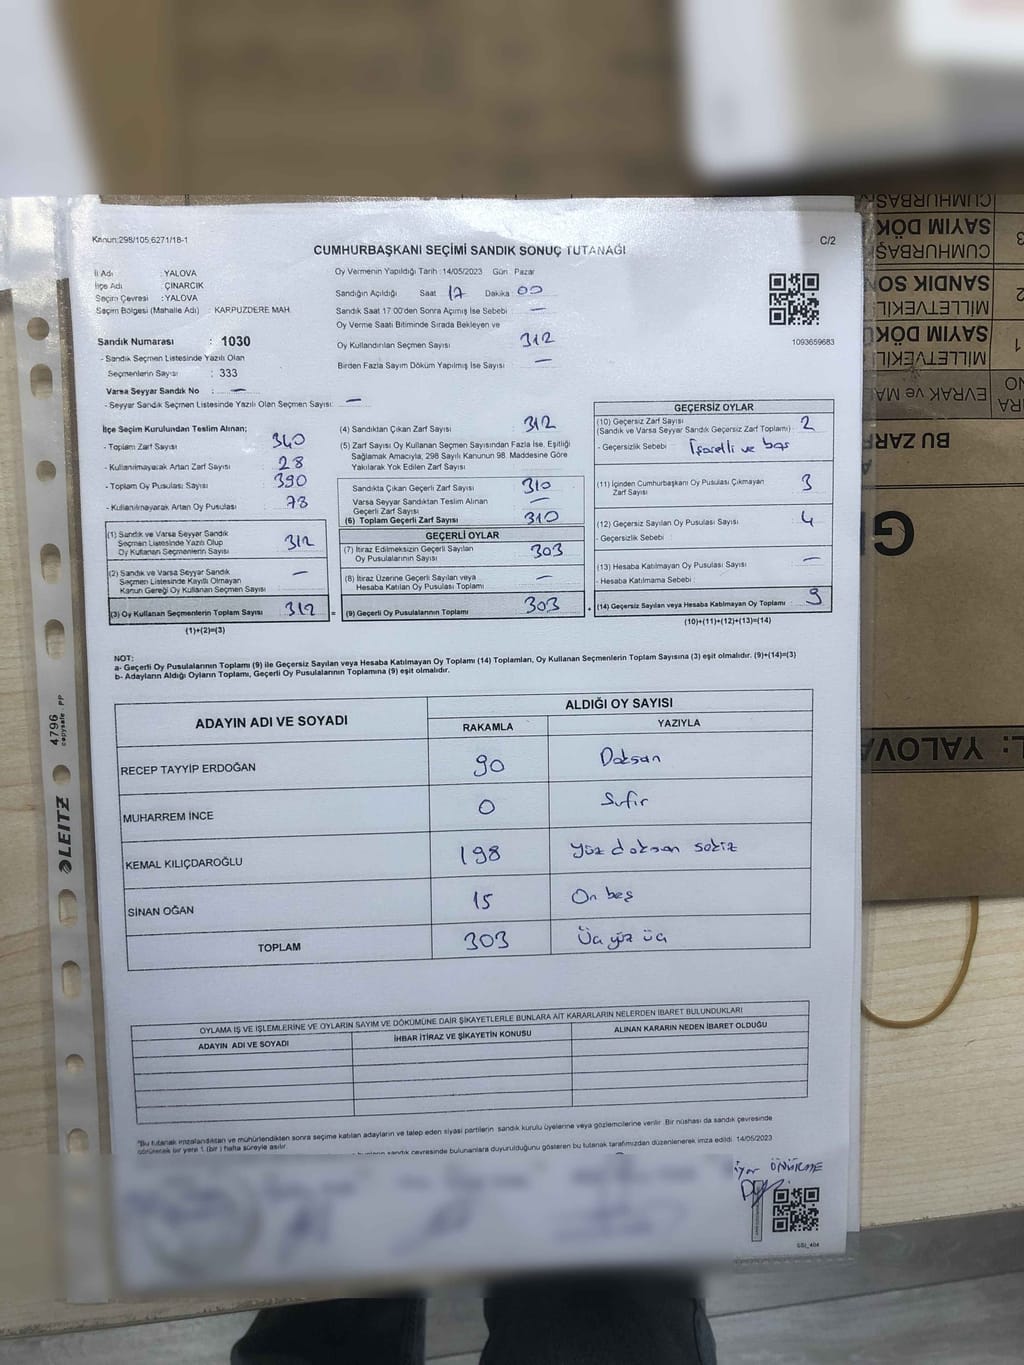 Kanun:298/105;6271/18-1
CUMHURBAŞKANI SEÇİMİ SANDIK SONUÇ TUTANAĞI
C/2
İl Adı : YALOVA
İlçe Adı : ÇINARCIK
Seçim Çevresi : YALOVA
Seçim Bölgesi (Mahalle Adı) : KARPUZDERE MAH.
Sandık Numarası : 1030
- Sandık Seçmen Listesinde Yazılı Olan
Seçmenlerin Sayısı : 333
Varsa Seyyar Sandık No : —
- Seyyar Sandık Seçmen Listesinde Yazılı Olan Seçmen Sayısı: —
Oy Vermenin Yapıldığı Tarih :14/05/2023 Gün: Pazar
Sandığın Açıldığı Saat 17 Dakika 00
Sandık Saat 17:00'den Sonra Açılmış İse Sebebi —
Oy Verme Saati Bitiminde Sırada Bekleyen ve
Oy Kullandırılan Seçmen Sayısı 312
Birden Fazla Sayım Döküm Yapılmış İse Sayısı —
1093659683
İlçe Seçim Kurulundan Teslim Alınan;
- Toplam Zarf Sayısı 340
- Kullanılmayacak Artan Zarf Sayısı 28
- Toplam Oy Pusulası Sayısı 390
- Kullanılmayarak Artan Oy Pusulası 78
(1) Sandık ve Varsa Seyyar Sandık
Seçmen Listesinde Yazılı Olup
Oy Kullanan Seçmenlerin Sayısı 312
(2) Sandık ve Varsa Seyyar Sandık
Seçmen Listesinde Kayıtlı Olmayan
Kanun Gereği Oy Kullanan Seçmen Sayısı —
(3) Oy Kullanan Seçmenlerin Toplam Sayısı 312 =
(1)+(2)=(3)
(4) Sandıktan Çıkan Zarf Sayısı 312
(5) Zarf Sayısı Oy Kullanan Seçmen Sayısından Fazla İse, Eşitliği
Sağlamak Amacıyla, 298 Sayılı Kanunun 98. Maddesine Göre
Yakılarak Yok Edilen Zarf Sayısı
Sandıkta Çıkan Geçerli Zarf Sayısı 310
Varsa Seyyar Sandıktan Teslim Alınan
Geçerli Zarf Sayısı —
(6) Toplam Geçerli Zarf Sayısı 310
GEÇERLİ OYLAR
(7) İtiraz Edilmeksizin Geçerli Sayılan
Oy Pusulalarının Sayısı 303
(8) İtiraz Üzerine Geçerli Sayılan veya
Hesaba Katılan Oy Pusulası Toplamı —
(9) Geçerli Oy Pusulalarının Toplamı 303 +
GEÇERSİZ OYLAR
(10) Geçersiz Zarf Sayısı
(Sandık ve Varsa Seyyar Sandık Geçersiz Zarf Toplamı) 2
- Geçersizlik Sebebi : İşaretli ve boş
(11) İçinden Cumhurbaşkanı Oy Pusulası Çıkmayan
Zarf Sayısı 3
(12) Geçersiz Sayılan Oy Pusulası Sayısı 4
- Geçersizlik Sebebi :
(13) Hesaba Katılmayan Oy Pusulası Sayısı —
- Hesaba Katılmama Sebebi :
(14) Geçersiz Sayılan veya Hesaba Katılmayan Oy Toplamı 9
(10)+(11)+(12)+(13)=(14)
NOT:
a- Geçerli Oy Pusulalarının Toplamı (9) ile Geçersiz Sayılan veya Hesaba Katılmayan Oy Toplamı (14) Toplamları, Oy Kullanan Seçmenlerin Toplam Sayısına (3) eşit olmalıdır. (9)+(14)=(3)
b- Adayların Aldığı Oyların Toplamı, Geçerli Oy Pusulalarının Toplamına (9) eşit olmalıdır.
ADAYIN ADI VE SOYADI
ALDIĞI OY SAYISI
RAKAMLA YAZIYLA
RECEP TAYYİP ERDOĞAN 90 Doksan
MUHARREM İNCE 0 Sıfır
KEMAL KILIÇDAROĞLU 198 Yüz doksan sekiz
SİNAN OĞAN 15 On beş
TOPLAM 303 Üç yüz üç
OYLAMA İŞ VE İŞLEMLERİNE VE OYLARIN SAYIM VE DÖKÜMÜNE DAİR ŞİKAYETLERLE BUNLARA AİT KARARLARIN NELERDEN İBARET BULUNDUKLARI
ADAYIN ADI VE SOYADI
İHBAR İTİRAZ VE ŞİKAYETİN KONUSU
ALINAN KARARIN NEDEN İBARET OLDUĞU
"Bu tutanak imzalandıktan ve mühürlendikten sonra seçime katılan adayların ve talep eden siyasi partilerin sandık kurulu üyelerine veya gözlemcilerine verilir. Bir nüshası da sandık çevresinde
görülecek bir yere 1 (bir) hafta süreyle asılır.
sandık çevresinde bulunanlara duyurulduğunu gösteren bu tutanak tarafımızdan düzenlenerek imza edildi. 14/05/2023
4796
copysafe · PP
LEITZ
CUMHURBAŞ
SAYIM DÖK
CUMHURBAŞ
3
SANDIK SON
MİLLETVEKİL
2
SAYIM DÖKÜ
MİLLETVEKİLİ
1
EVRAK ve MA
NO
BU ZARF
L: YALOVA